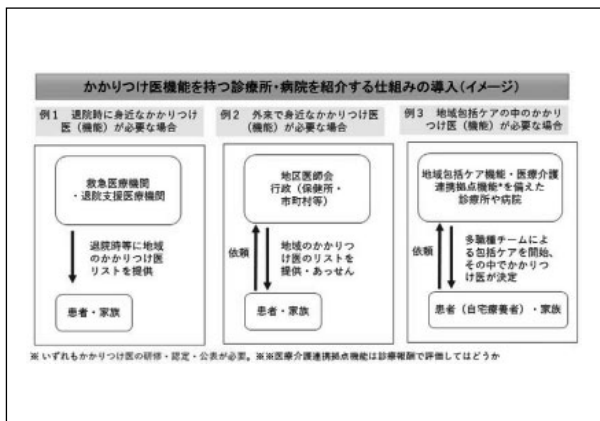 かかりつけ医機能を持つ診療所・病院を紹介する仕組みの導入（イメージ）
例1　退院時に身近なかかりつけ
医（機能）が必要な場合
救急医療機関
・退院支援医療機関
退院時等に地域
のかかりつけ医
リストを提供
患者・家族
例2　外来で身近なかかりつけ医
（機能）が必要な場合
地区医師会
行政（保健所・
市町村等）
依頼
地域のかかりつ
け医のリストを
提供・あっせん
患者・家族
例3　地域包括ケアの中のかかり
つけ医（機能）が必要な場合
地域包括ケア機能・医療介護
連携拠点機能*を備えた
診療所や病院
依頼
多職種チームによ
る包括ケアを開始、
その中でかかりつ
け医が決定
患者（自宅療養者）・家族
※いずれもかかりつけ医の研修・認定・公表が必要。※※医療介護連携拠点機能は診療報酬で評価してはどうか